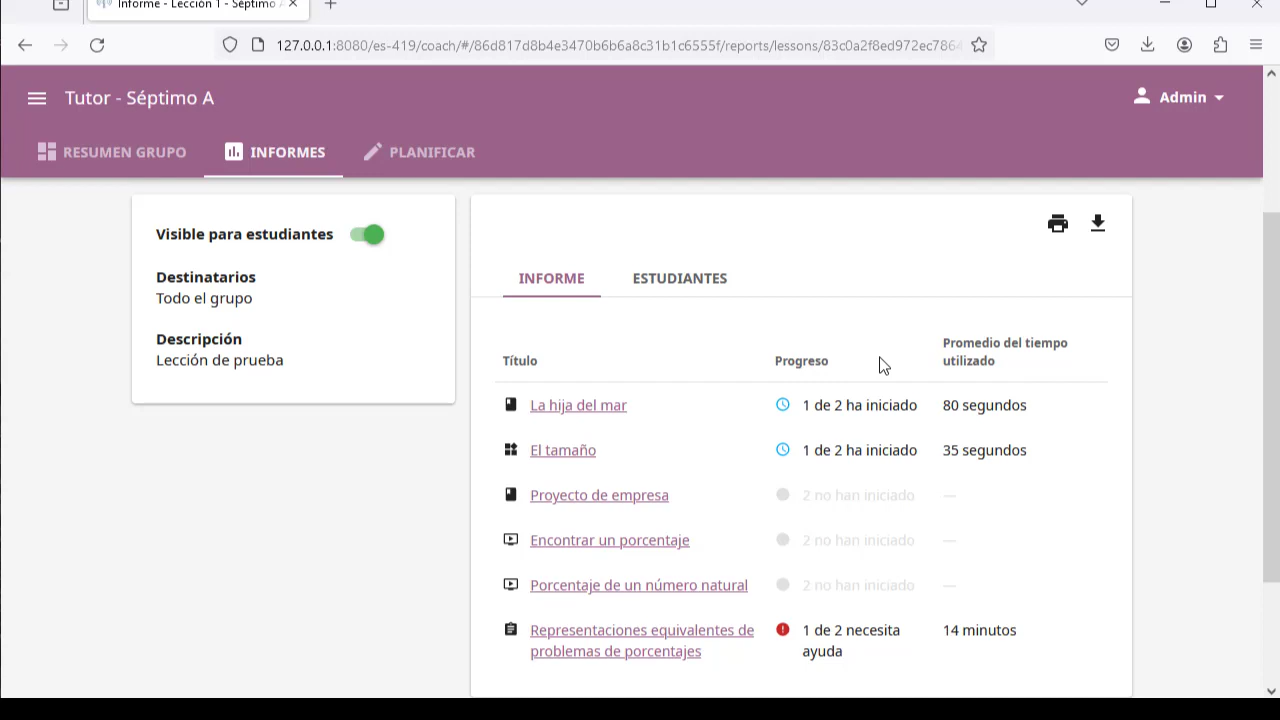 Informe - Lección 1 - Séptimo
127.0.0.1:8080/es-419/coach/#/86d817d8b4e3470b6b6a8c31b1c6555f/reports/lessons/83c0a2f8ed972ec7864
Tutor - Séptimo A
Admin
RESUMEN GRUPO
INFORMES
PLANIFICAR
Visible para estudiantes
Destinatarios
Todo el grupo
Descripción
Lección de prueba
INFORME
ESTUDIANTES
Título
Progreso
Promedio del tiempo
utilizado
La hija del mar
1 de 2 ha iniciado
80 segundos
El tamaño
1 de 2 ha iniciado
35 segundos
Proyecto de empresa
2 no han iniciado
—
Encontrar un porcentaje
2 no han iniciado
—
Porcentaje de un número natural
2 no han iniciado
—
Representaciones equivalentes de
problemas de porcentajes
1 de 2 necesita
ayuda
14 minutos